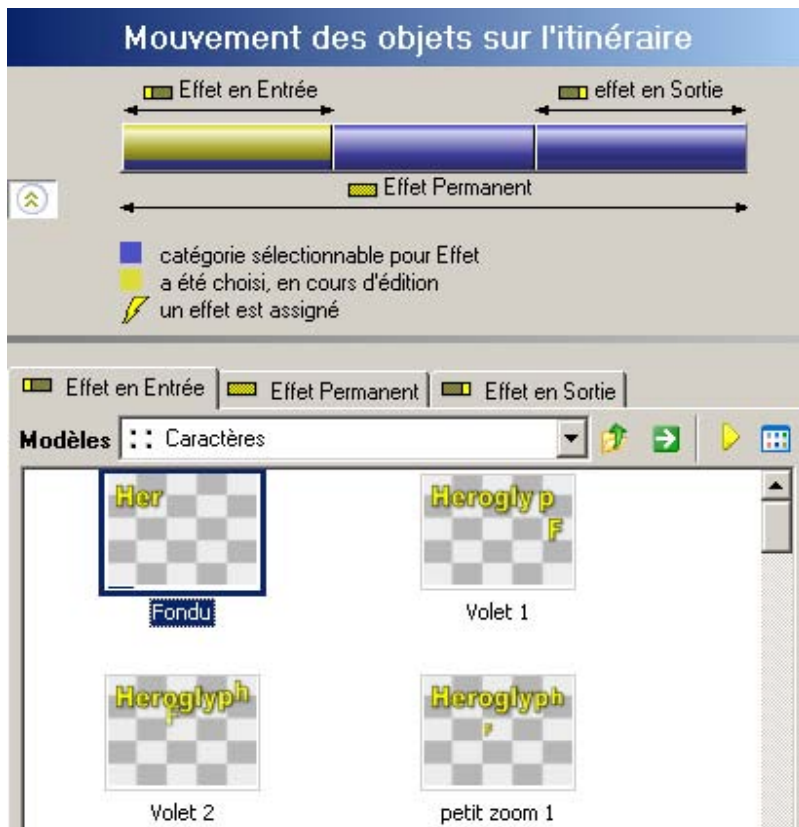 Mouvement des objets sur l'itinéraire
Effet en Entrée
effet en Sortie
Effet Permanent
catégorie sélectionnable pour Effet
a été choisi, en cours d'édition
un effet est assigné
Effet en Entrée
Effet Permanent
Effet en Sortie
Modèles
Caractères
Her
Heroglyp
F
Fondu
Volet 1
Heroglyph
F
Heroglyph
F
Volet 2
petit zoom 1